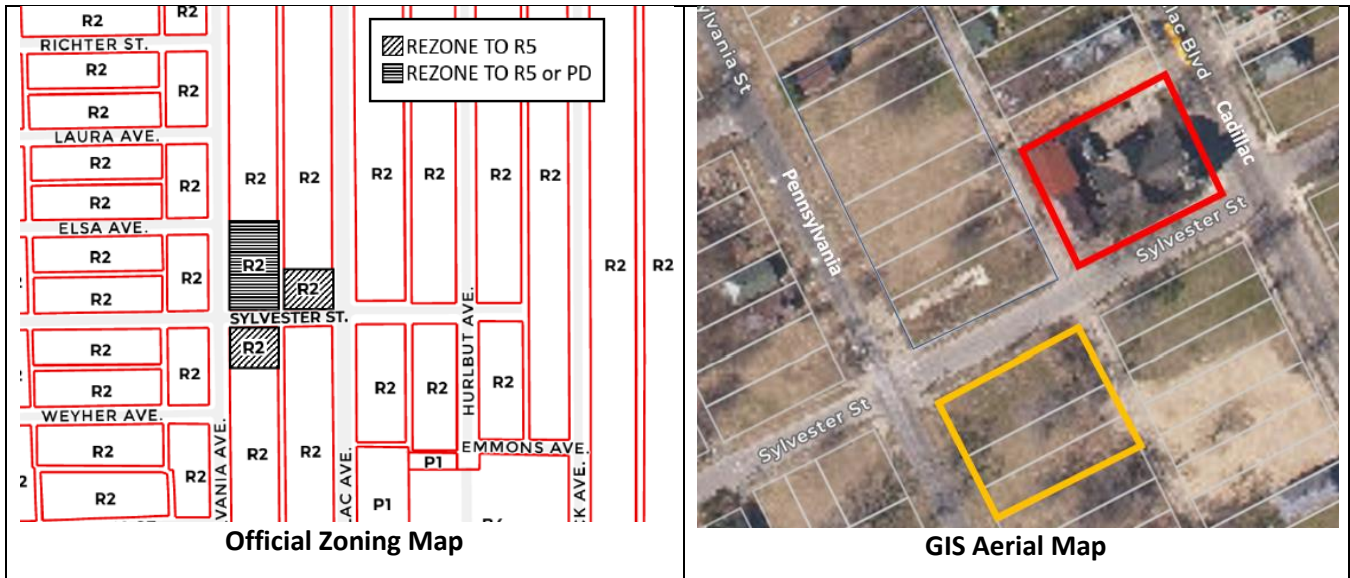 R2
R2
RICHTER ST.
R2
R2
R2
LAURA AVE.
R2
R2
R2
ELSA AVE.
R2
R2
R2
R2
R2
WEYHER AVE.
R2
R2
R2
REZONE TO R5
REZONE TO R5 or PD
R2
R2
R2
R2
R2
R2
R2
R2
R2
R2
SYLVESTER ST.
R2
R2
R2
R2
R2
R2
R2
EMMONS AVE.
P1
P1
VANIA AVE.
LAC AVE.
HURLBUT AVE.
CK AVE.
Official Zoning Map
ylvania St
lac Blvd
Cadillac
Pennsylvania
Sylvester St
Sylvester St
GIS Aerial Map